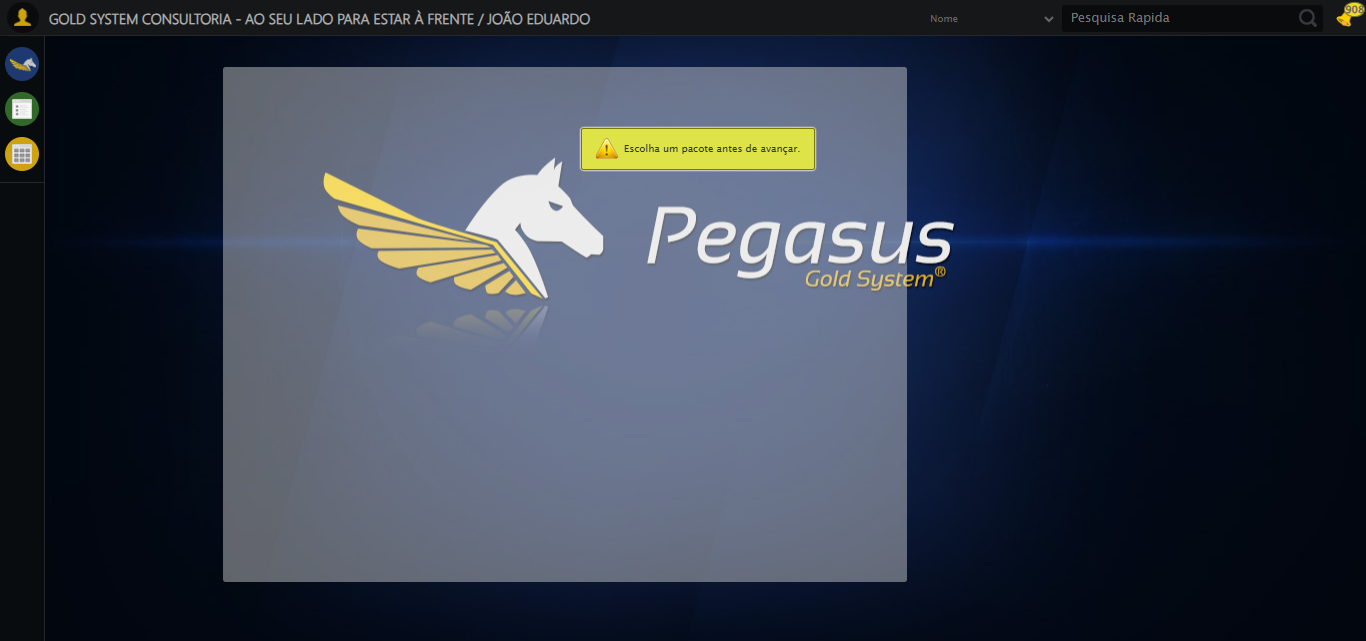 GOLD SYSTEM CONSULTORIA - AO SEU LADO PARA ESTAR À FRENTE / JOÃO EDUARDO
Nome
Pesquisa Rapida
908
Escolha um pacote antes de avançar.
Pegasus
Gold System®